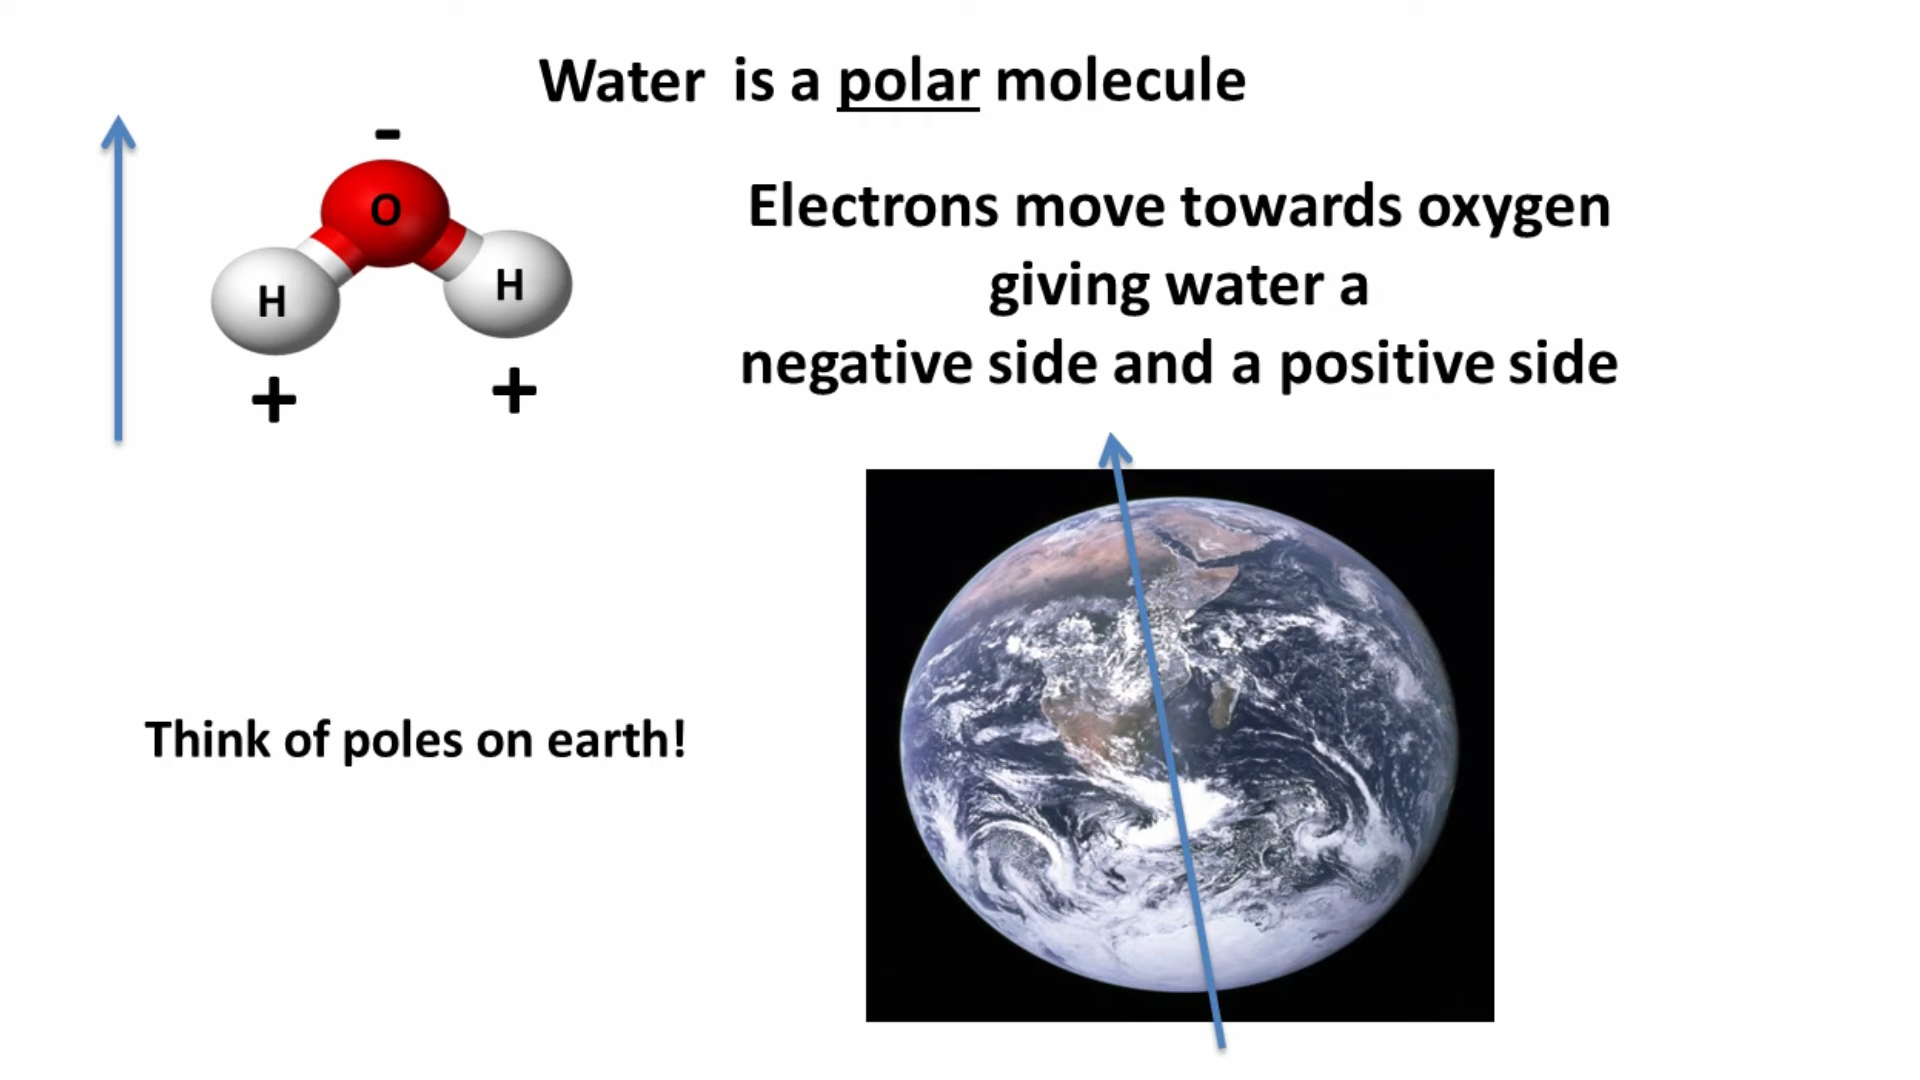 Water is a polar molecule
-
O
H
H
+
+
Electrons move towards oxygen
giving water a
negative side and a positive side
Think of poles on earth!